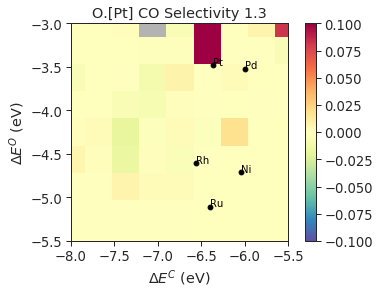 O.[Pt] CO Selectivity 1.3
−3.0
−3.5
−4.0
−4.5
−5.0
−5.5
ΔE^O (eV)
Pt
Pd
Rh
Ni
Ru
−8.0 −7.5 −7.0 −6.5 −6.0 −5.5
ΔE^C (eV)
0.100
0.075
0.050
0.025
0.000
−0.025
−0.050
−0.075
−0.100